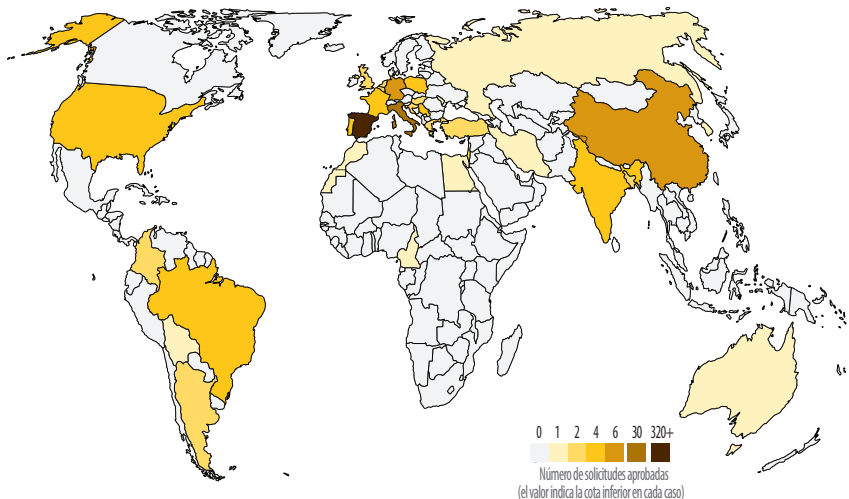 0 1 2 4 6 30 320+
Número de solicitudes aprobadas
(el valor indica la cota inferior en cada caso)